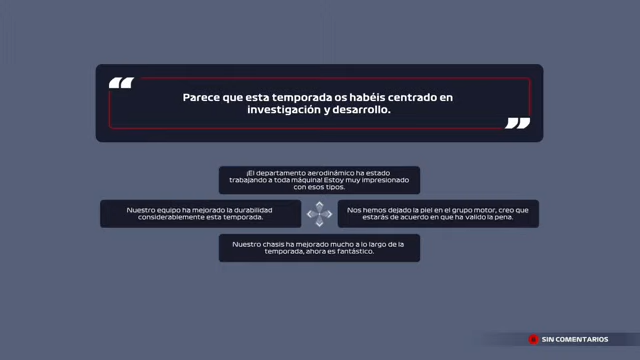 Parece que esta temporada os habéis centrado en
investigación y desarrollo.
¡El departamento aerodinámico ha estado
trabajando a toda máquina! Estoy muy impresionado
con esos tipos.
Nuestro equipo ha mejorado la durabilidad
considerablemente esta temporada.
Nos hemos dejado la piel en el grupo motor, creo que
estarás de acuerdo en que ha valido la pena.
Nuestro chasis ha mejorado mucho a lo largo de la
temporada, ahora es fantástico.
SIN COMENTARIOS